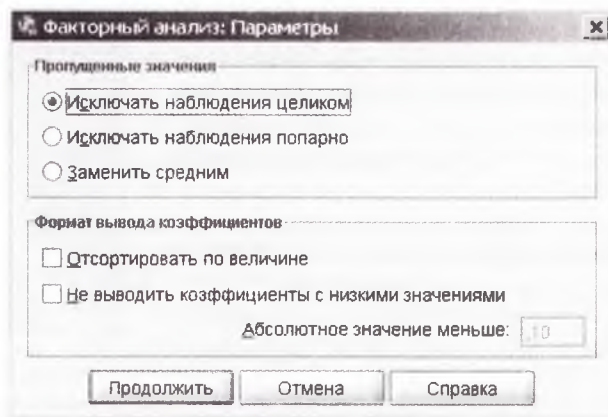 Факторный анализ: Параметры
Пропущенные значения
Исключать наблюдения целиком
Исключать наблюдения попарно
Заменить средним
Формат вывода коэффициентов
Отсортировать по величине
Не выводить коэффициенты с низкими значениями
Абсолютное значение меньше: ,10
Продолжить Отмена Справка